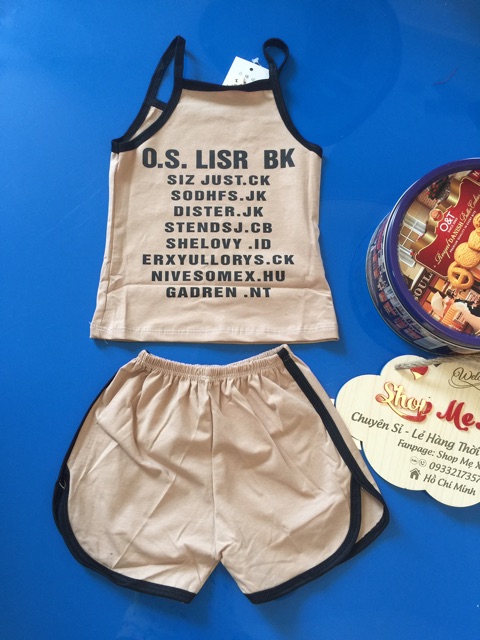 O.S. LISR BK
SIZ JUST.CK
SODHFS.JK
DISTER.JK
STENDSJ.CB
SHELOVY .ID
ERXYULLORYS.CK
NIVESOMEX.HU
GADREN .NT
Q&T
DANISH
Shop Mẹ
Chuyên Sỉ - Lẻ Hàng Thời
Fanpage: Shop Mẹ
Hồ Chí Minh